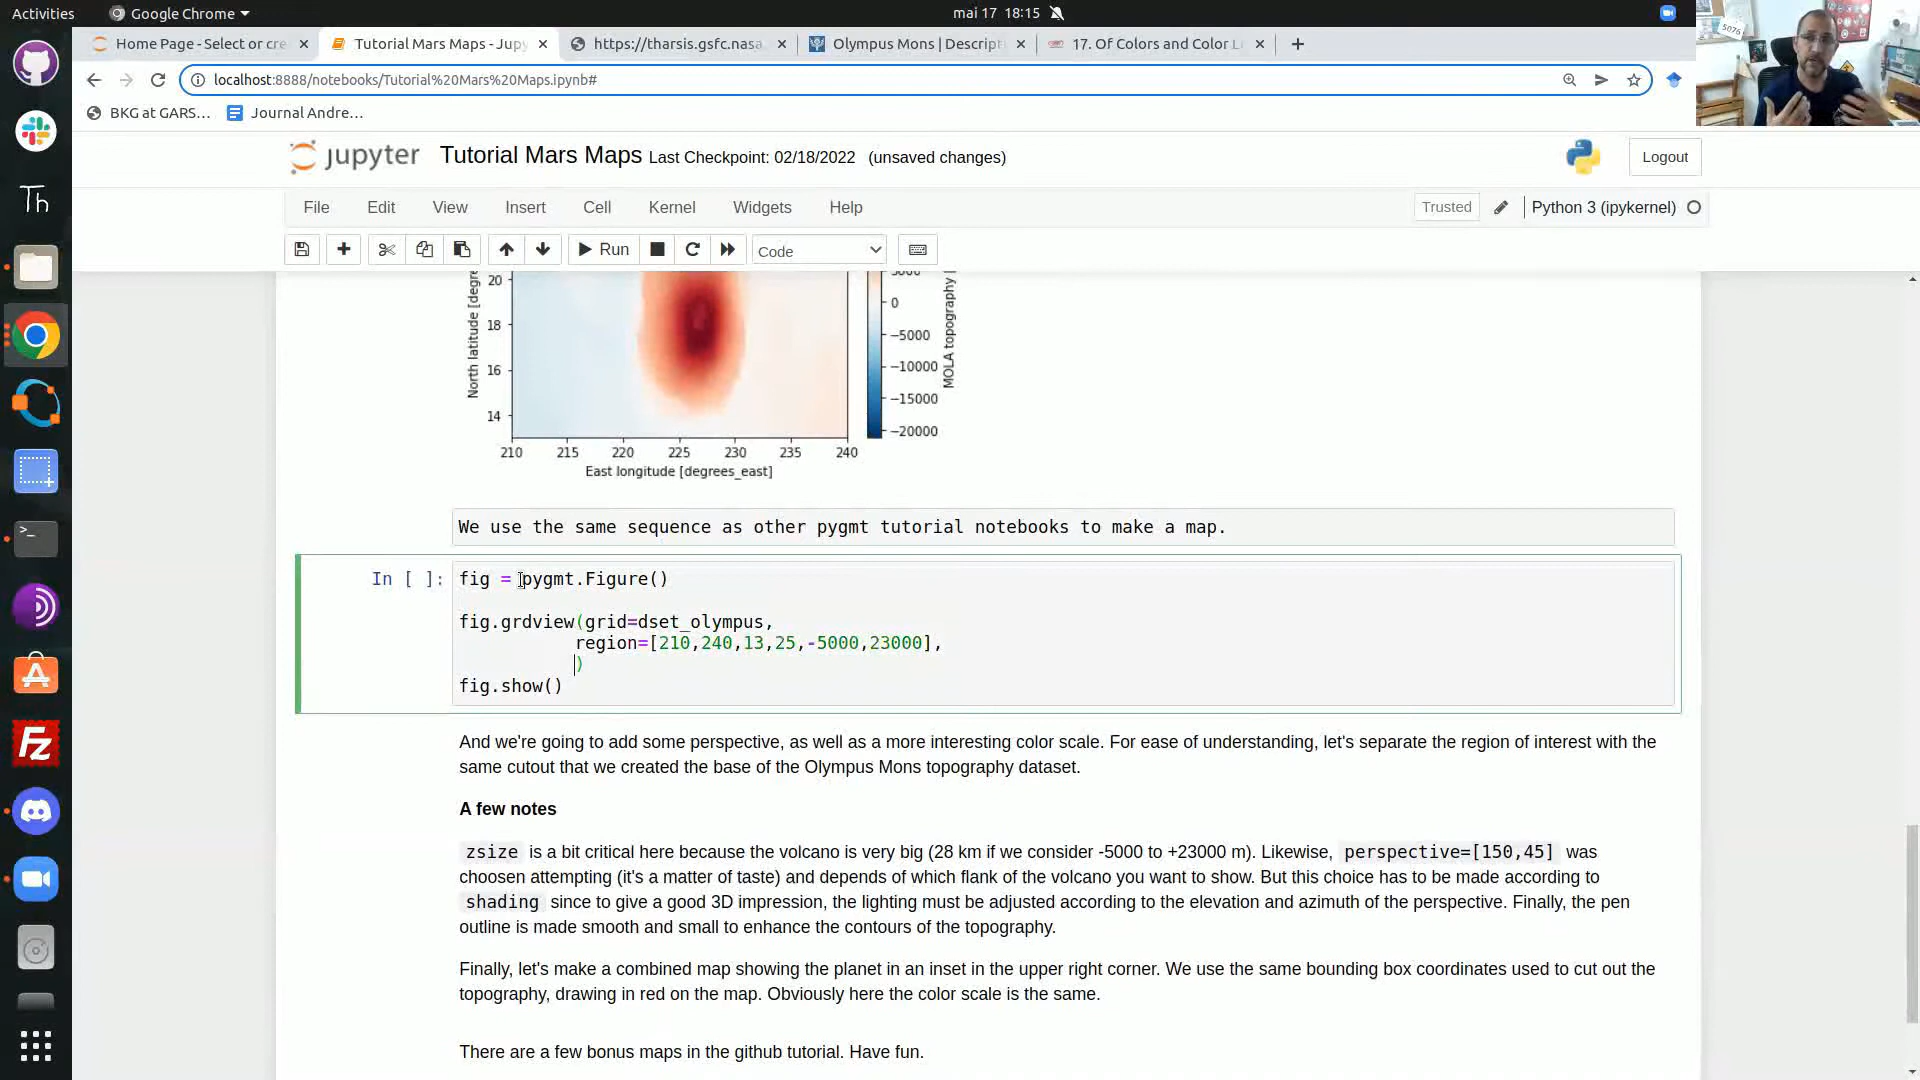 Activities
Google Chrome
mai 17 18:15
Home Page - Select or cre
Tutorial Mars Maps - Jupy
https://tharsis.gsfc.nasa
Olympus Mons | Descript
17. Of Colors and Color L
localhost:8888/notebooks/Tutorial%20Mars%20Maps.ipynb#
BKG at GARS...
Journal Andre...
5076
jupyter
Tutorial Mars Maps Last Checkpoint: 02/18/2022 (unsaved changes)
Logout
File Edit View Insert Cell Kernel Widgets Help
Trusted
Python 3 (ipykernel)
Run
Code
Th
20
18
16
14
North latitude [degre
210 215 220 225 230 235 240
East longitude [degrees_east]
0
−5000
−10000
−15000
−20000
MOLA topography [
We use the same sequence as other pygmt tutorial notebooks to make a map.
In [ ]:
fig = pygmt.Figure()
fig.grdview(grid=dset_olympus,
region=[210,240,13,25,-5000,23000],
)
fig.show()
And we're going to add some perspective, as well as a more interesting color scale. For ease of understanding, let's separate the region of interest with the
same cutout that we created the base of the Olympus Mons topography dataset.
A few notes
zsize is a bit critical here because the volcano is very big (28 km if we consider -5000 to +23000 m). Likewise, perspective=[150,45] was
choosen attempting (it's a matter of taste) and depends of which flank of the volcano you want to show. But this choice has to be made according to
shading since to give a good 3D impression, the lighting must be adjusted according to the elevation and azimuth of the perspective. Finally, the pen
outline is made smooth and small to enhance the contours of the topography.
Finally, let's make a combined map showing the planet in an inset in the upper right corner. We use the same bounding box coordinates used to cut out the
topography, drawing in red on the map. Obviously here the color scale is the same.
There are a few bonus maps in the github tutorial. Have fun.